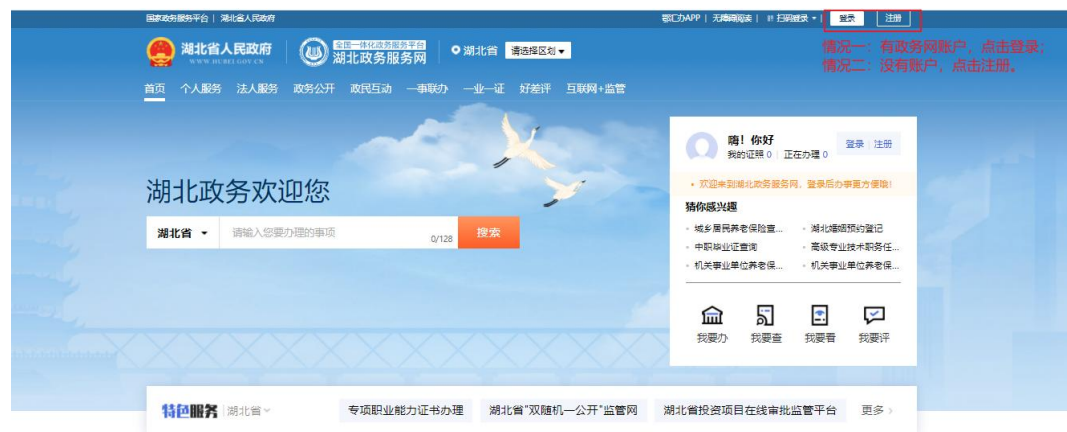 国家政务服务平台 | 湖北省人民政府
鄂汇办APP | 无障碍阅读 | 扫码登录 | 登录 注册
湖北省人民政府
WWW.HUBEI.GOV.CN
全国一体化政务服务平台
湖北政务服务网
湖北省 请选择区划
情况一：有政务网账户，点击登录；
情况二：没有账户，点击注册。
首页 个人服务 法人服务 政务公开 政民互动 一事联办 一业一证 好差评 互联网+监管
嗨！你好
我的证照 0 | 正在办理 0
登录 | 注册
欢迎来到湖北政务服务网，登录后办事更方便哦!
湖北政务欢迎您
湖北省 请输入您要办理的事项 0/128 搜索
猜你感兴趣
城乡居民养老保险查... 湖北婚姻预约登记
中职毕业证查询 高级专业技术职务任...
机关事业单位养老保... 机关事业单位养老保...
我要办 我要查 我要看 我要评
特色服务 湖北省 专项职业能力证书办理 湖北省"双随机一公开"监管网 湖北省投资项目在线审批监管平台 更多